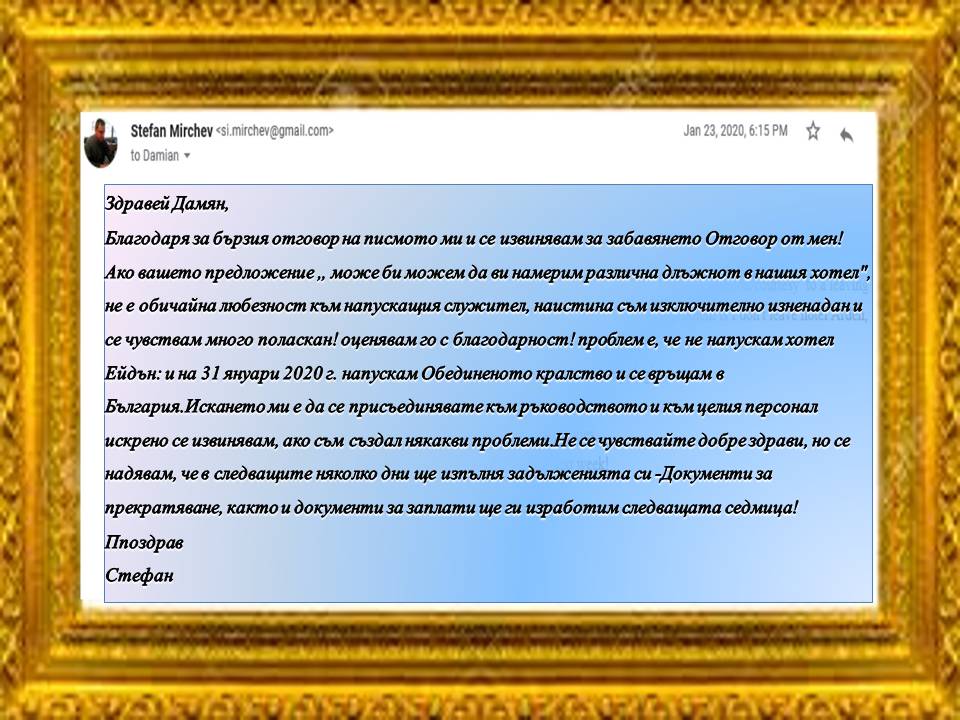 Stefan Mirchev <si.mirchev@gmail.com>
Jan 23, 2020, 6:15 PM
to Damian
Здравей Дамян,
Благодаря за бързия отговор на писмото ми и се извинявам за забавянето Отговор от мен!
Ако вашето предложение ,, може би можем да ви намерим различна длъжнот в нашия хотел",
не е обичайна любезност към напускащия служител, наистина съм изключително изненадан и
се чувствам много поласкан! оценявам го с благодарност! проблем е, че не напускам хотел
Ейдън: и на 31 януари 2020 г. напускам Обединеното кралство и се връщам в
България.Искането ми е да се присъединявате към ръководството и към целия персонал
искрено се извинявам, ако съм създал някакви проблеми.Не се чувствайте добре здрави, но се
надявам, че в следващите няколко дни ще изпълня задълженията си -Документи за
прекратяване, както и документи за заплати ще ги изработим следващата седмица!
Ппоздрав
Стефан